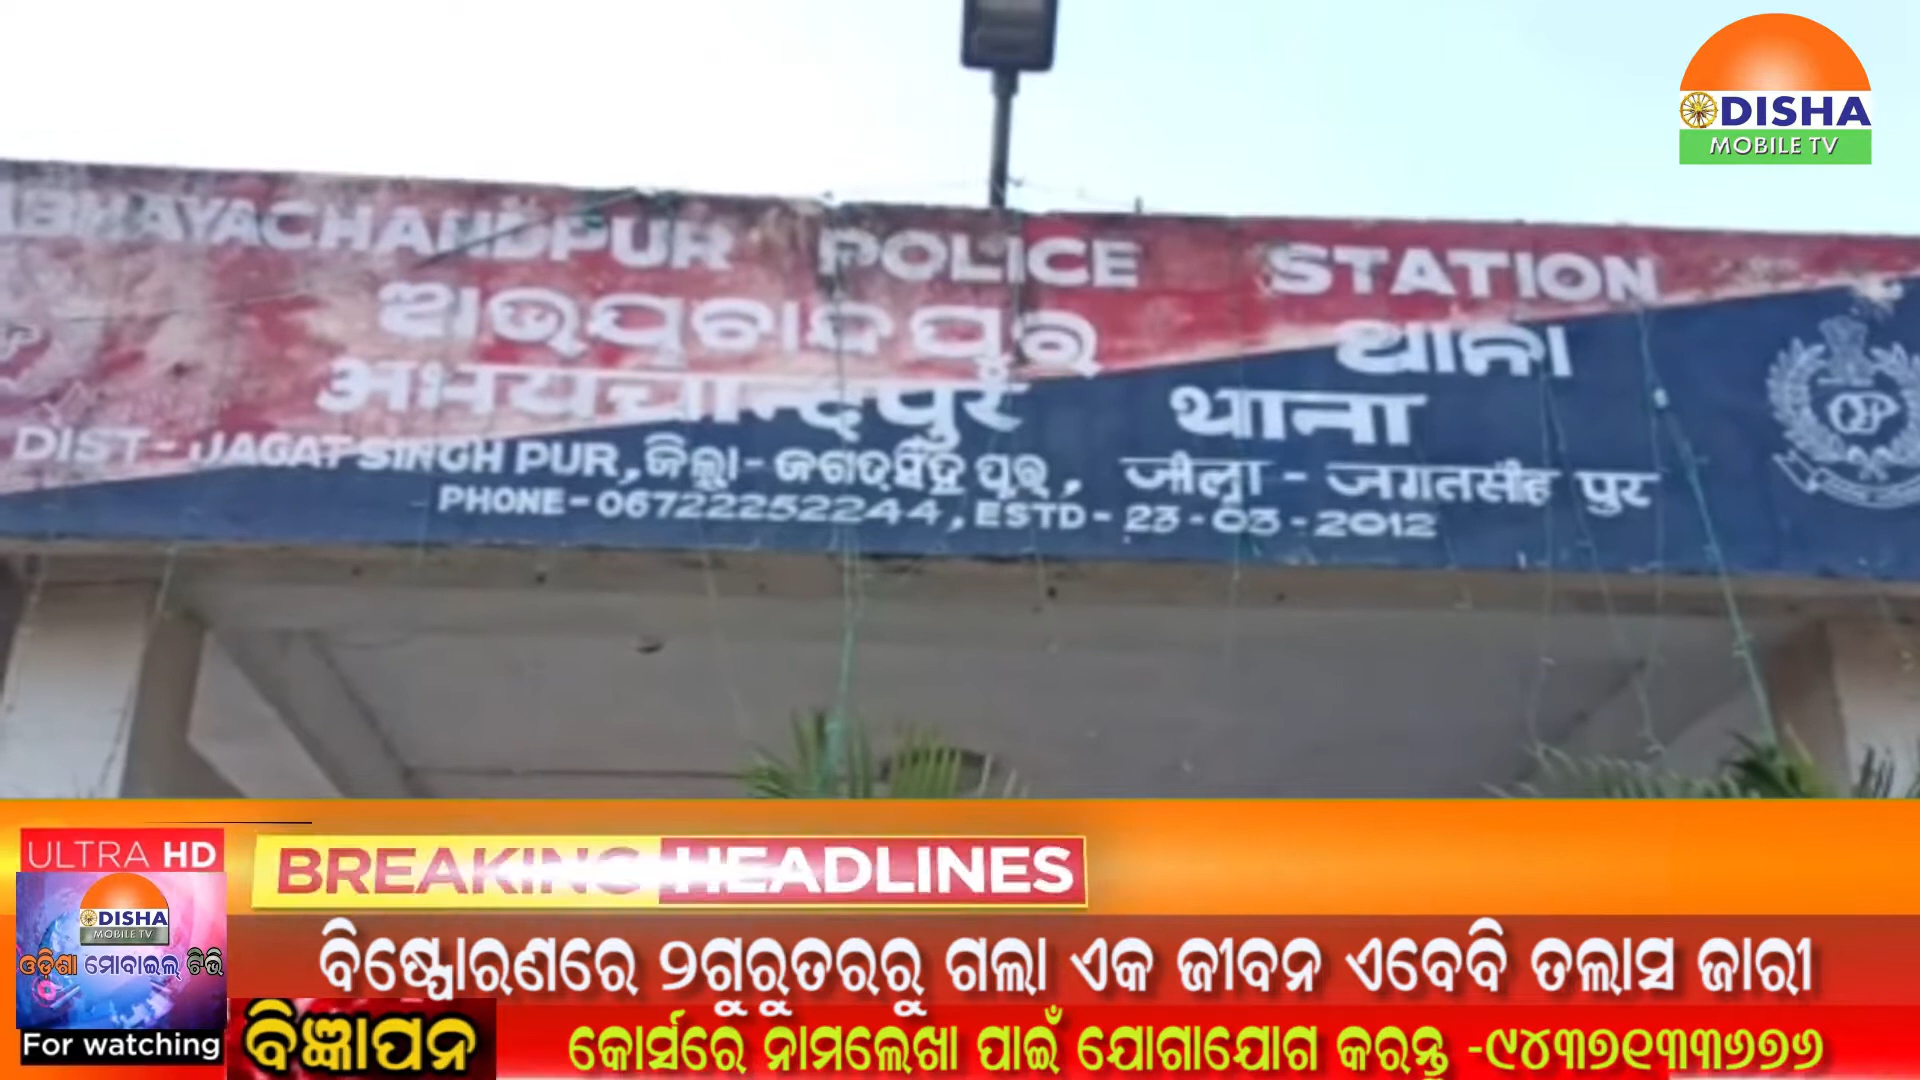 DISHA
MOBILE TV
ABHAYACHANDPUR POLICE STATION
ଅଭୟଚାନ୍ଦପୁର ଥାନା
अभयचान्दपुर थाना
DIST - JAGAT SINGH PUR, ଜିଲ୍ଲା - ଜଗତସିଂହ ପୁର, जीला - जगतसींह पुर
PHONE - 06722252244, ESTD - 23 - 03 - 2012
ULTRA HD
BREAKING HEADLINES
DISHA
MOBILE TV
ଓଡ଼ିଶା ମୋବାଇଲ୍ ଟିଭି
ବିଷ୍ଫୋରଣରେ ୨ଗୁରୁତରରୁ ଗଲା ଏକ ଜୀବନ ଏବେବି ତଲାସ ଜାରୀ
For watching
ବିଜ୍ଞାପନ
କୋର୍ସରେ ନାମଲେଖା ପାଇଁ ଯୋଗାଯୋଗ କରନ୍ତୁ -୯୪୩୭୧୩୩୬୭୬